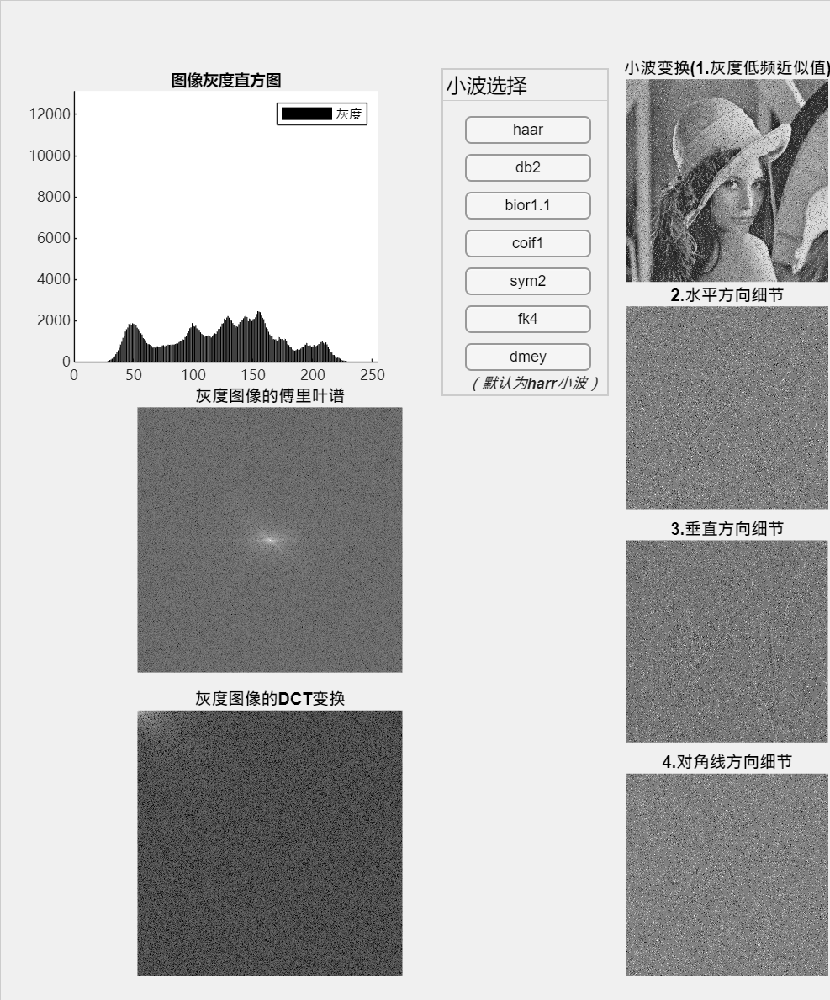 图像灰度直方图
灰度
12000
10000
8000
6000
4000
2000
0
0 50 100 150 200 250
灰度图像的傅里叶谱
灰度图像的DCT变换
小波选择
haar
db2
bior1.1
coif1
sym2
fk4
dmey
（默认为harr小波）
小波变换(1.灰度低频近似值)
2.水平方向细节
3.垂直方向细节
4.对角线方向细节